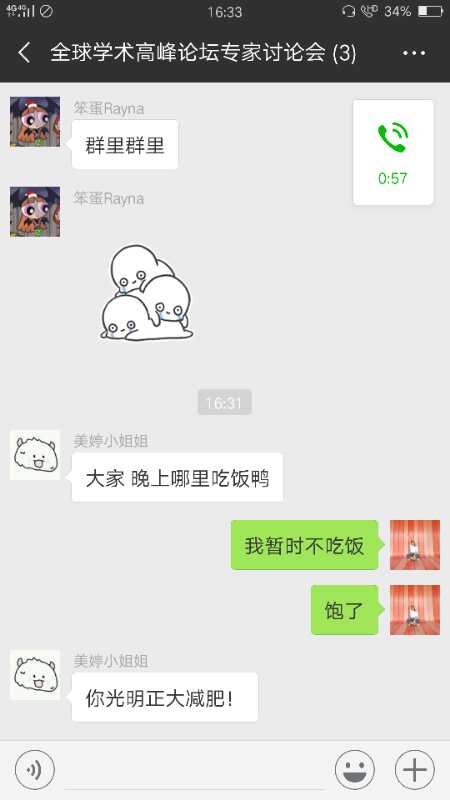 4G 4G 16:33 HD 34%
全球学术高峰论坛专家讨论会 (3)
笨蛋Rayna
群里群里
0:57
笨蛋Rayna
16:31
美婷小姐姐
大家 晚上哪里吃饭鸭
我暂时不吃饭
饱了
美婷小姐姐
你光明正大减肥!